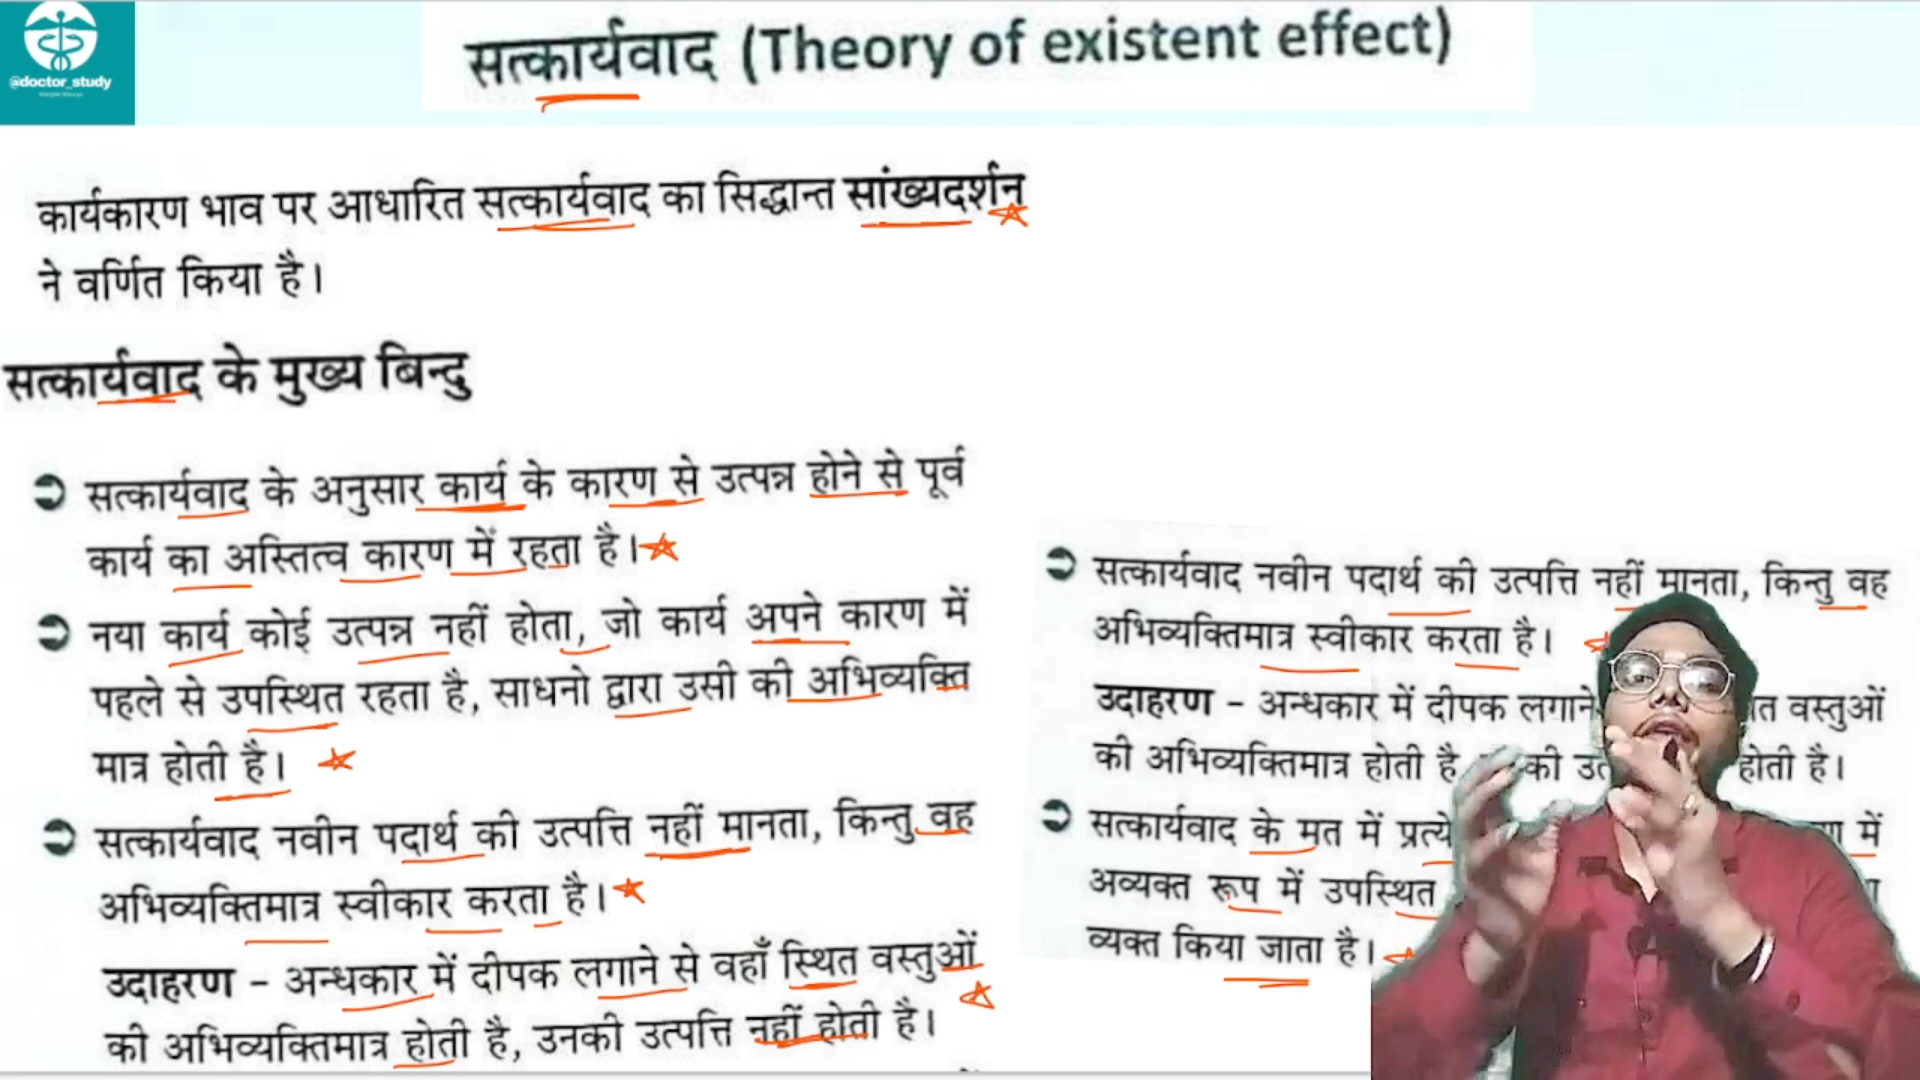 @doctor_study
सत्कार्यवाद (Theory of existent effect)
कार्यकारण भाव पर आधारित सत्कार्यवाद का सिद्धान्त सांख्यदर्शन
ने वर्णित किया है।
सत्कार्यवाद के मुख्य बिन्दु
सत्कार्यवाद के अनुसार कार्य के कारण से उत्पन्न होने से पूर्व
कार्य का अस्तित्व कारण में रहता है।
नया कार्य कोई उत्पन्न नहीं होता, जो कार्य अपने कारण में
पहले से उपस्थित रहता है, साधनो द्वारा उसी की अभिव्यक्ति
मात्र होती है।
सत्कार्यवाद नवीन पदार्थ की उत्पत्ति नहीं मानता, किन्तु वह
अभिव्यक्तिमात्र स्वीकार करता है।
उदाहरण – अन्धकार में दीपक लगाने से वहाँ स्थित वस्तुओं
की अभिव्यक्तिमात्र होती है, उनकी उत्पत्ति नहीं होती है।
सत्कार्यवाद नवीन पदार्थ की उत्पत्ति नहीं मानता, किन्तु वह
अभिव्यक्तिमात्र स्वीकार करता है।
उदाहरण – अन्धकार में दीपक लगाने वस्तुओं
की अभिव्यक्तिमात्र होती है होती है।
सत्कार्यवाद के मत में में
अव्यक्त रूप में उपस्थित
व्यक्त किया जाता है।